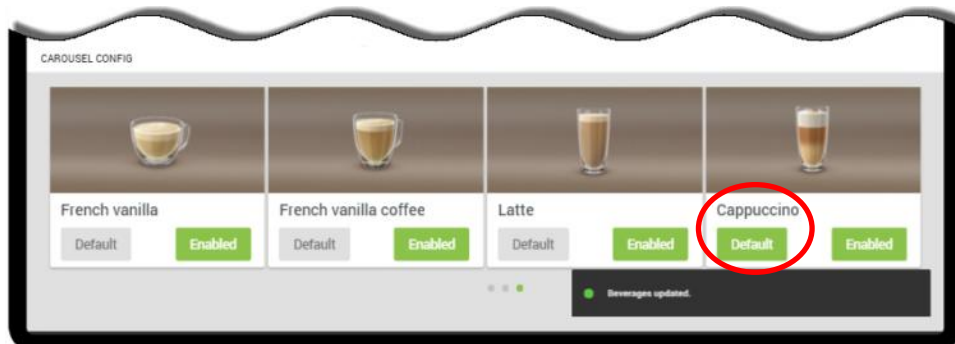 CAROUSEL CONFIG
French vanilla
French vanilla coffee
Latte
Cappuccino
Default
Enabled
Default
Enabled
Default
Enabled
Default
Enabled
Beverages updated.